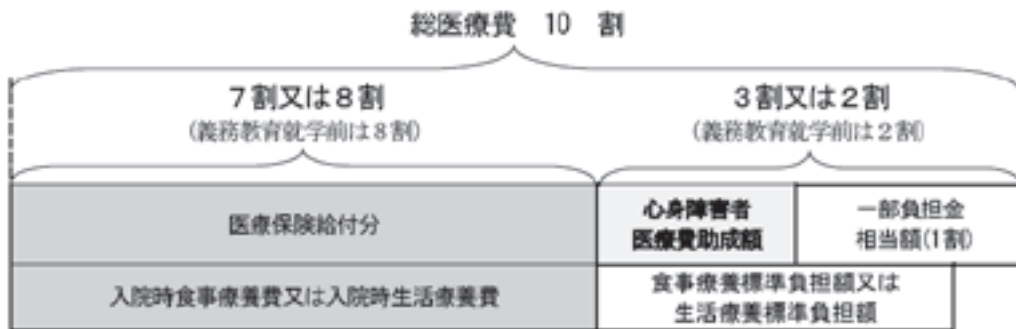 総医療費 10 割
7割又は8割
(義務教育就学前は8割)
3割又は2割
(義務教育就学前は2割)
医療保険給付分
心身障害者
医療費助成額
一部負担金
相当額(1割)
入院時食事療養費又は入院時生活療養費
食事療養標準負担額又は
生活療養標準負担額